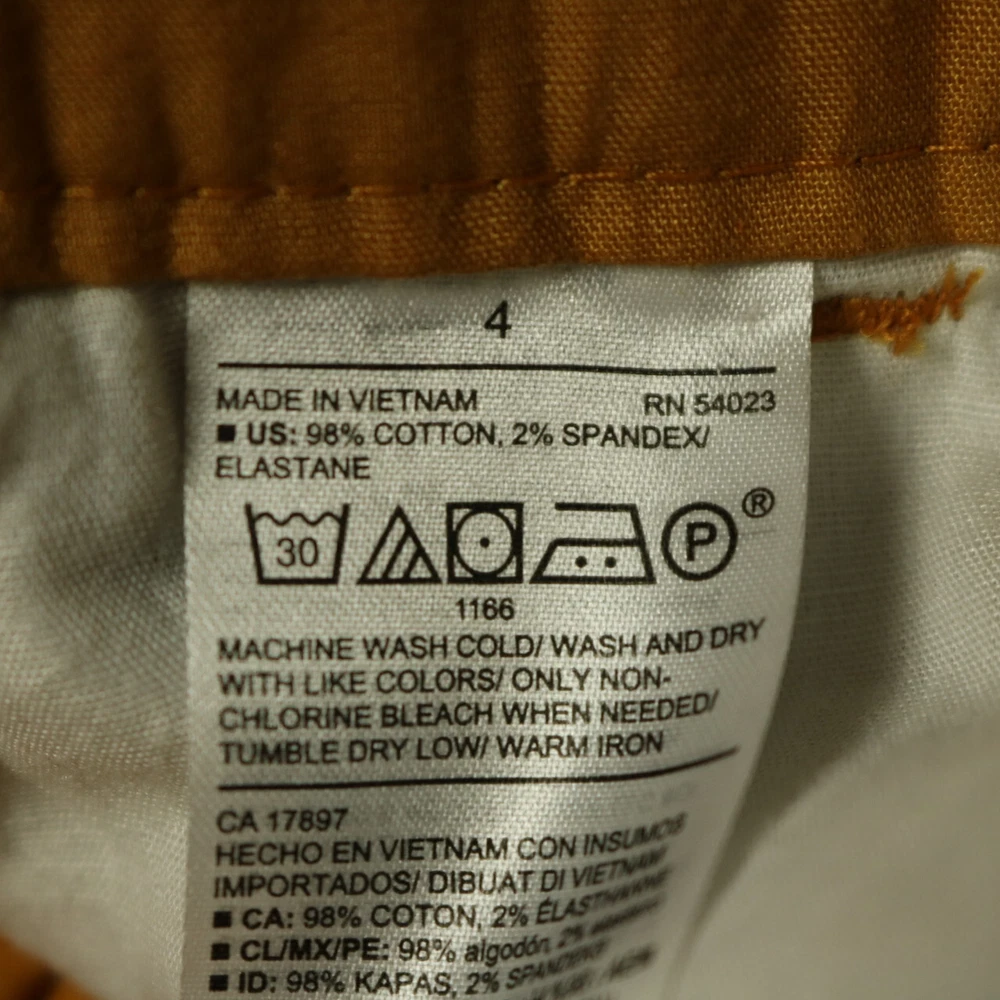 4
MADE IN VIETNAM RN 54023
■ US: 98% COTTON, 2% SPANDEX/
ELASTANE
30 P ®
1166
MACHINE WASH COLD/ WASH AND DRY
WITH LIKE COLORS/ ONLY NON-
CHLORINE BLEACH WHEN NEEDED/
TUMBLE DRY LOW/ WARM IRON
CA 17897
HECHO EN VIETNAM CON INSUMOS
IMPORTADOS/ DIBUAT DI VIETNAM
■ CA: 98% COTON, 2% ÉLASTHANNE
■ CL/MX/PE: 98% algodón, 2%
■ ID: 98% KAPAS, 2% SPANDEKS/